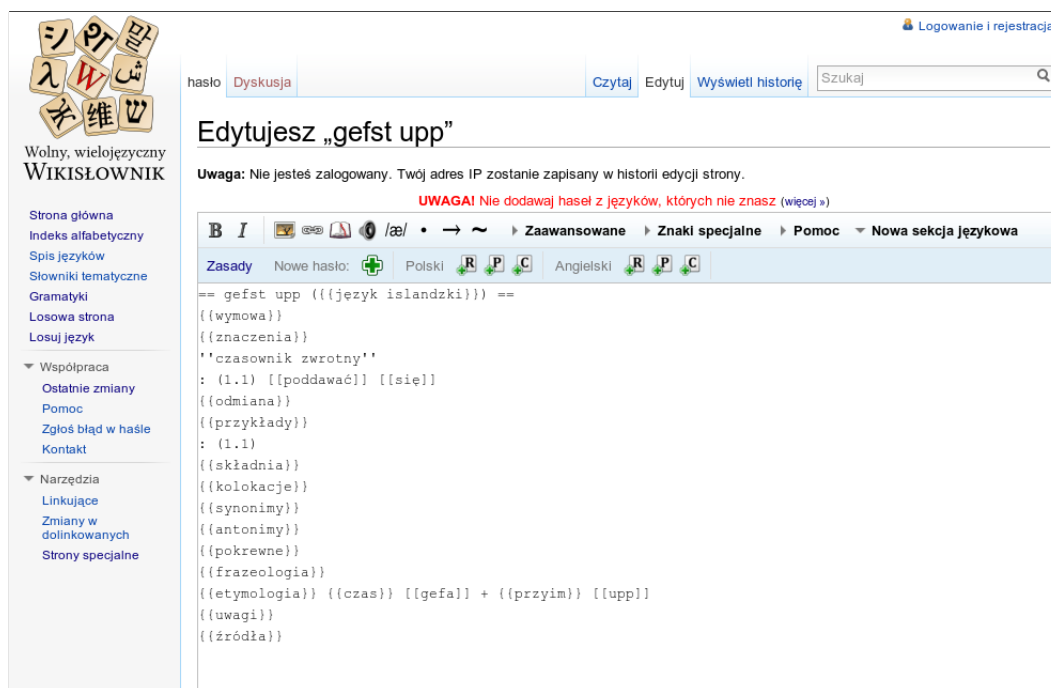 Wolny, wielojęzyczny
WIKISŁOWNIK
Strona główna
Indeks alfabetyczny
Spis języków
Słowniki tematyczne
Gramatyki
Losowa strona
Losuj język
Współpraca
Ostatnie zmiany
Pomoc
Zgłoś błąd w haśle
Kontakt
Narzędzia
Linkujące
Zmiany w
dolinkowanych
Strony specjalne
Logowanie i rejestracja
hasło Dyskusja Czytaj Edytuj Wyświetl historię Szukaj
Edytujesz „gefst upp”
Uwaga: Nie jesteś zalogowany. Twój adres IP zostanie zapisany w historii edycji strony.
UWAGA! Nie dodawaj haseł z języków, których nie znasz (więcej »)
B I /æ/ • → ~ Zaawansowane Znaki specjalne Pomoc Nowa sekcja językowa
Zasady Nowe hasło: Polski R P C Angielski R P C
== gefst upp ({{język islandzki}}) ==
{{wymowa}}
{{znaczenia}}
''czasownik zwrotny''
: (1.1) [[poddawać]] [[się]]
{{odmiana}}
{{przykłady}}
: (1.1)
{{składnia}}
{{kolokacje}}
{{synonimy}}
{{antonimy}}
{{pokrewne}}
{{frazeologia}}
{{etymologia}} {{czas}} [[gefa]] + {{przyim}} [[upp]]
{{uwagi}}
{{źródła}}